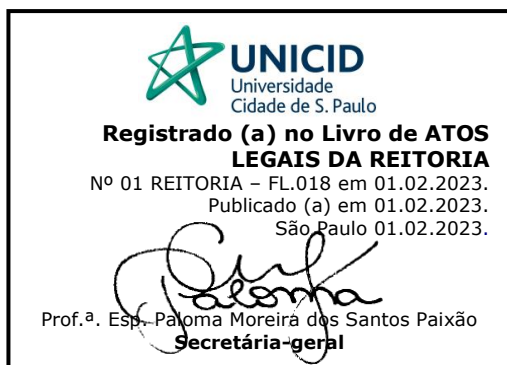 UNICID
Universidade
Cidade de S. Paulo
Registrado (a) no Livro de ATOS
LEGAIS DA REITORIA
Nº 01 REITORIA – FL.018 em 01.02.2023.
Publicado (a) em 01.02.2023.
São Paulo 01.02.2023.
Paloma
Prof.ª. Esp. Paloma Moreira dos Santos Paixão
Secretária-geral